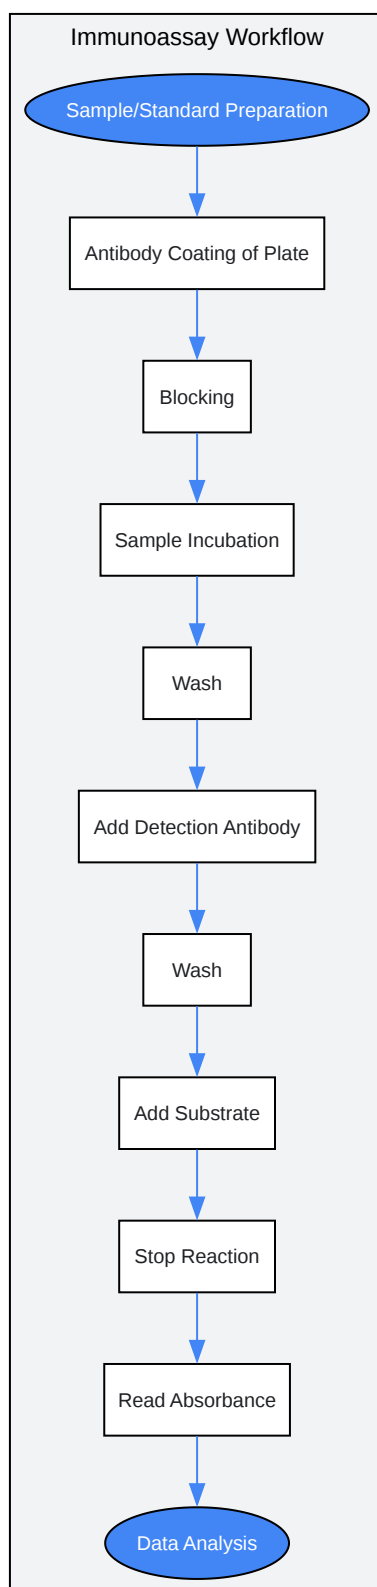 Immunoassay Workflow
Sample/Standard Preparation
Antibody Coating of Plate
Blocking
Sample Incubation
Wash
Add Detection Antibody
Wash
Add Substrate
Stop Reaction
Read Absorbance
Data Analysis